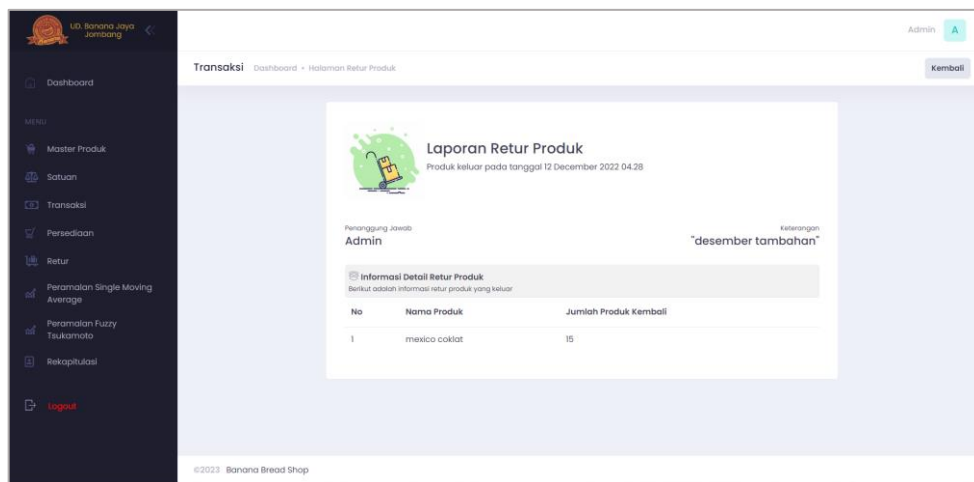 UD. Banana Jaya
Jombang
Admin
A
Transaksi Dashboard • Halaman Retur Produk
Kembali
Dashboard
MENU
Master Produk
Satuan
Transaksi
Persediaan
Retur
Peramalan Single Moving
Average
Peramalan Fuzzy
Tsukamoto
Rekapitulasi
Logout
Laporan Retur Produk
Produk keluar pada tanggal 12 December 2022 04.28
Penanggung Jawab
Admin
Keterangan
"desember tambahan"
Informasi Detail Retur Produk
Berikut adalah informasi retur produk yang keluar
No Nama Produk Jumlah Produk Kembali
1 mexico coklat 15
©2023 Banana Bread Shop